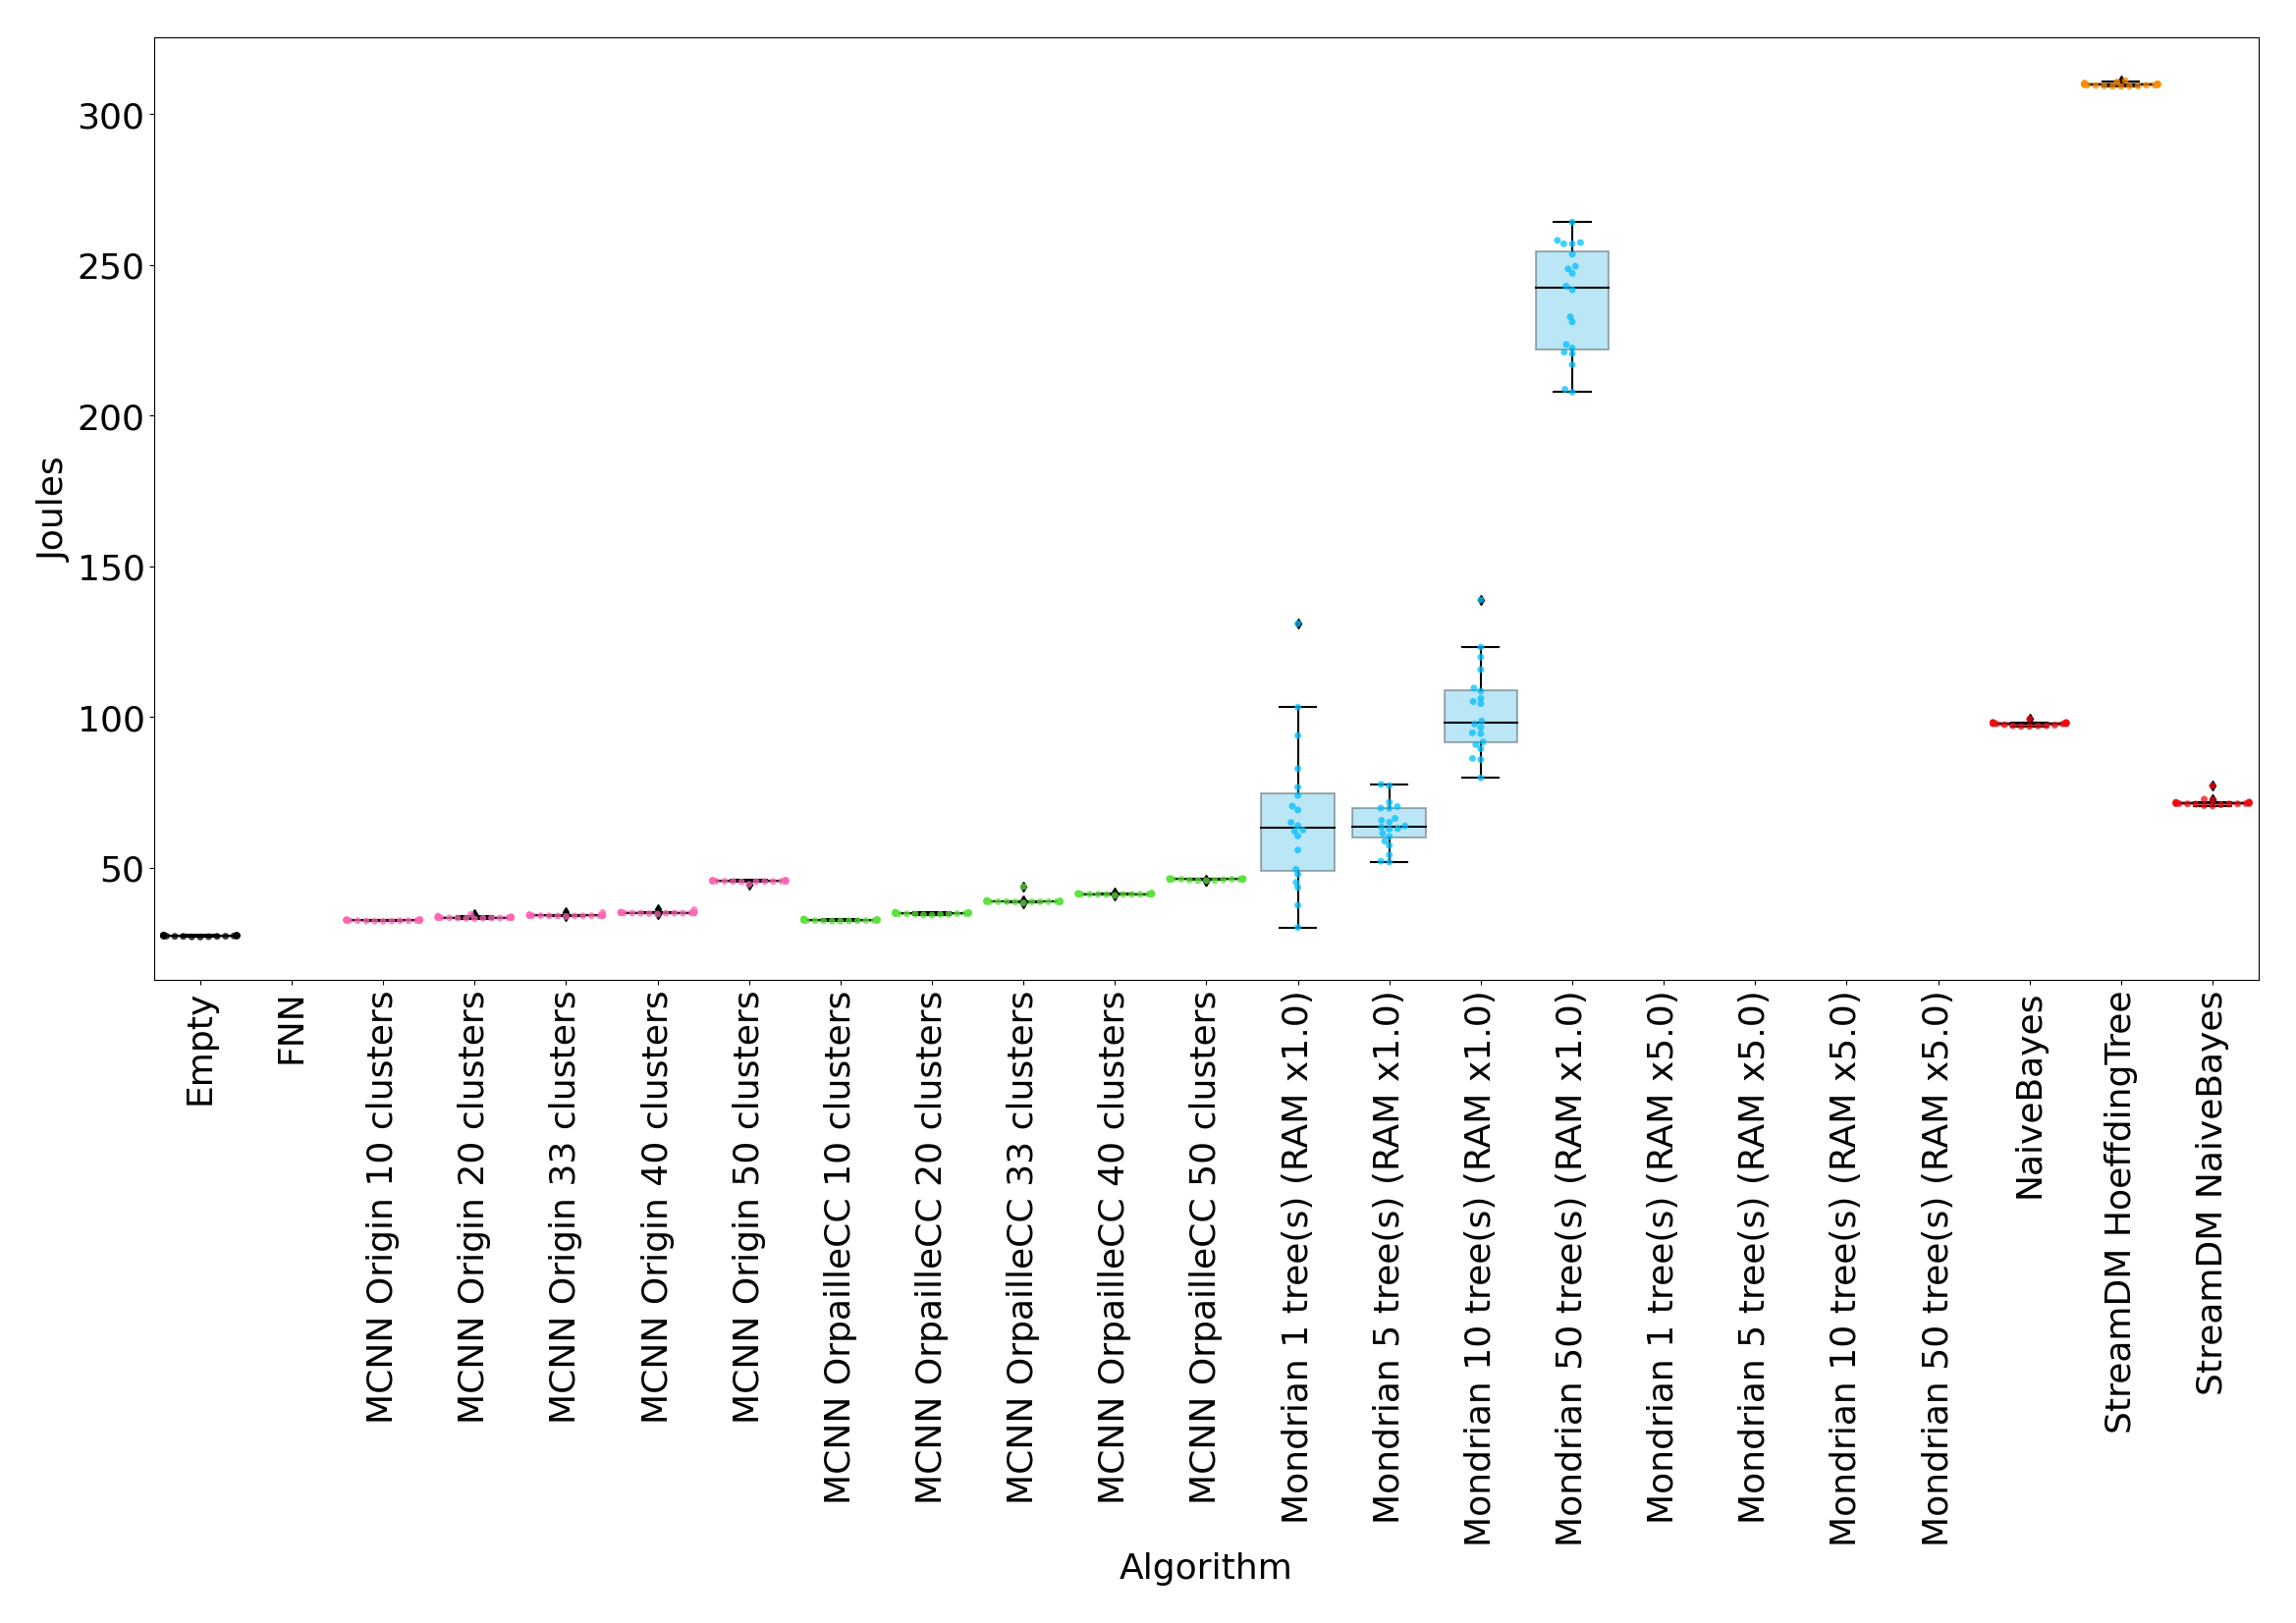 Joules
300
250
200
150
100
50
Empty
FNN
MCNN Origin 10 clusters
MCNN Origin 20 clusters
MCNN Origin 33 clusters
MCNN Origin 40 clusters
MCNN Origin 50 clusters
MCNN OrpailleCC 10 clusters
MCNN OrpailleCC 20 clusters
MCNN OrpailleCC 33 clusters
MCNN OrpailleCC 40 clusters
MCNN OrpailleCC 50 clusters
Mondrian 1 tree(s) (RAM x1.0)
Mondrian 5 tree(s) (RAM x1.0)
Mondrian 10 tree(s) (RAM x1.0)
Mondrian 50 tree(s) (RAM x1.0)
Mondrian 1 tree(s) (RAM x5.0)
Mondrian 5 tree(s) (RAM x5.0)
Mondrian 10 tree(s) (RAM x5.0)
Mondrian 50 tree(s) (RAM x5.0)
NaiveBayes
StreamDM HoeffdingTree
StreamDM NaiveBayes
Algorithm